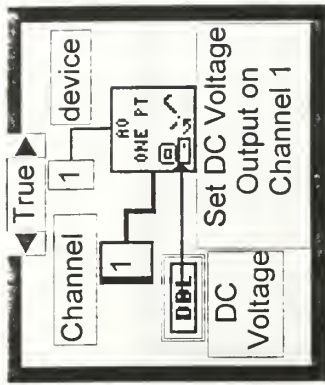 True
Channel
device
1
1
AO
ONE PT
DBL
DC
Voltage
Set DC Voltage
Output on
Channel 1